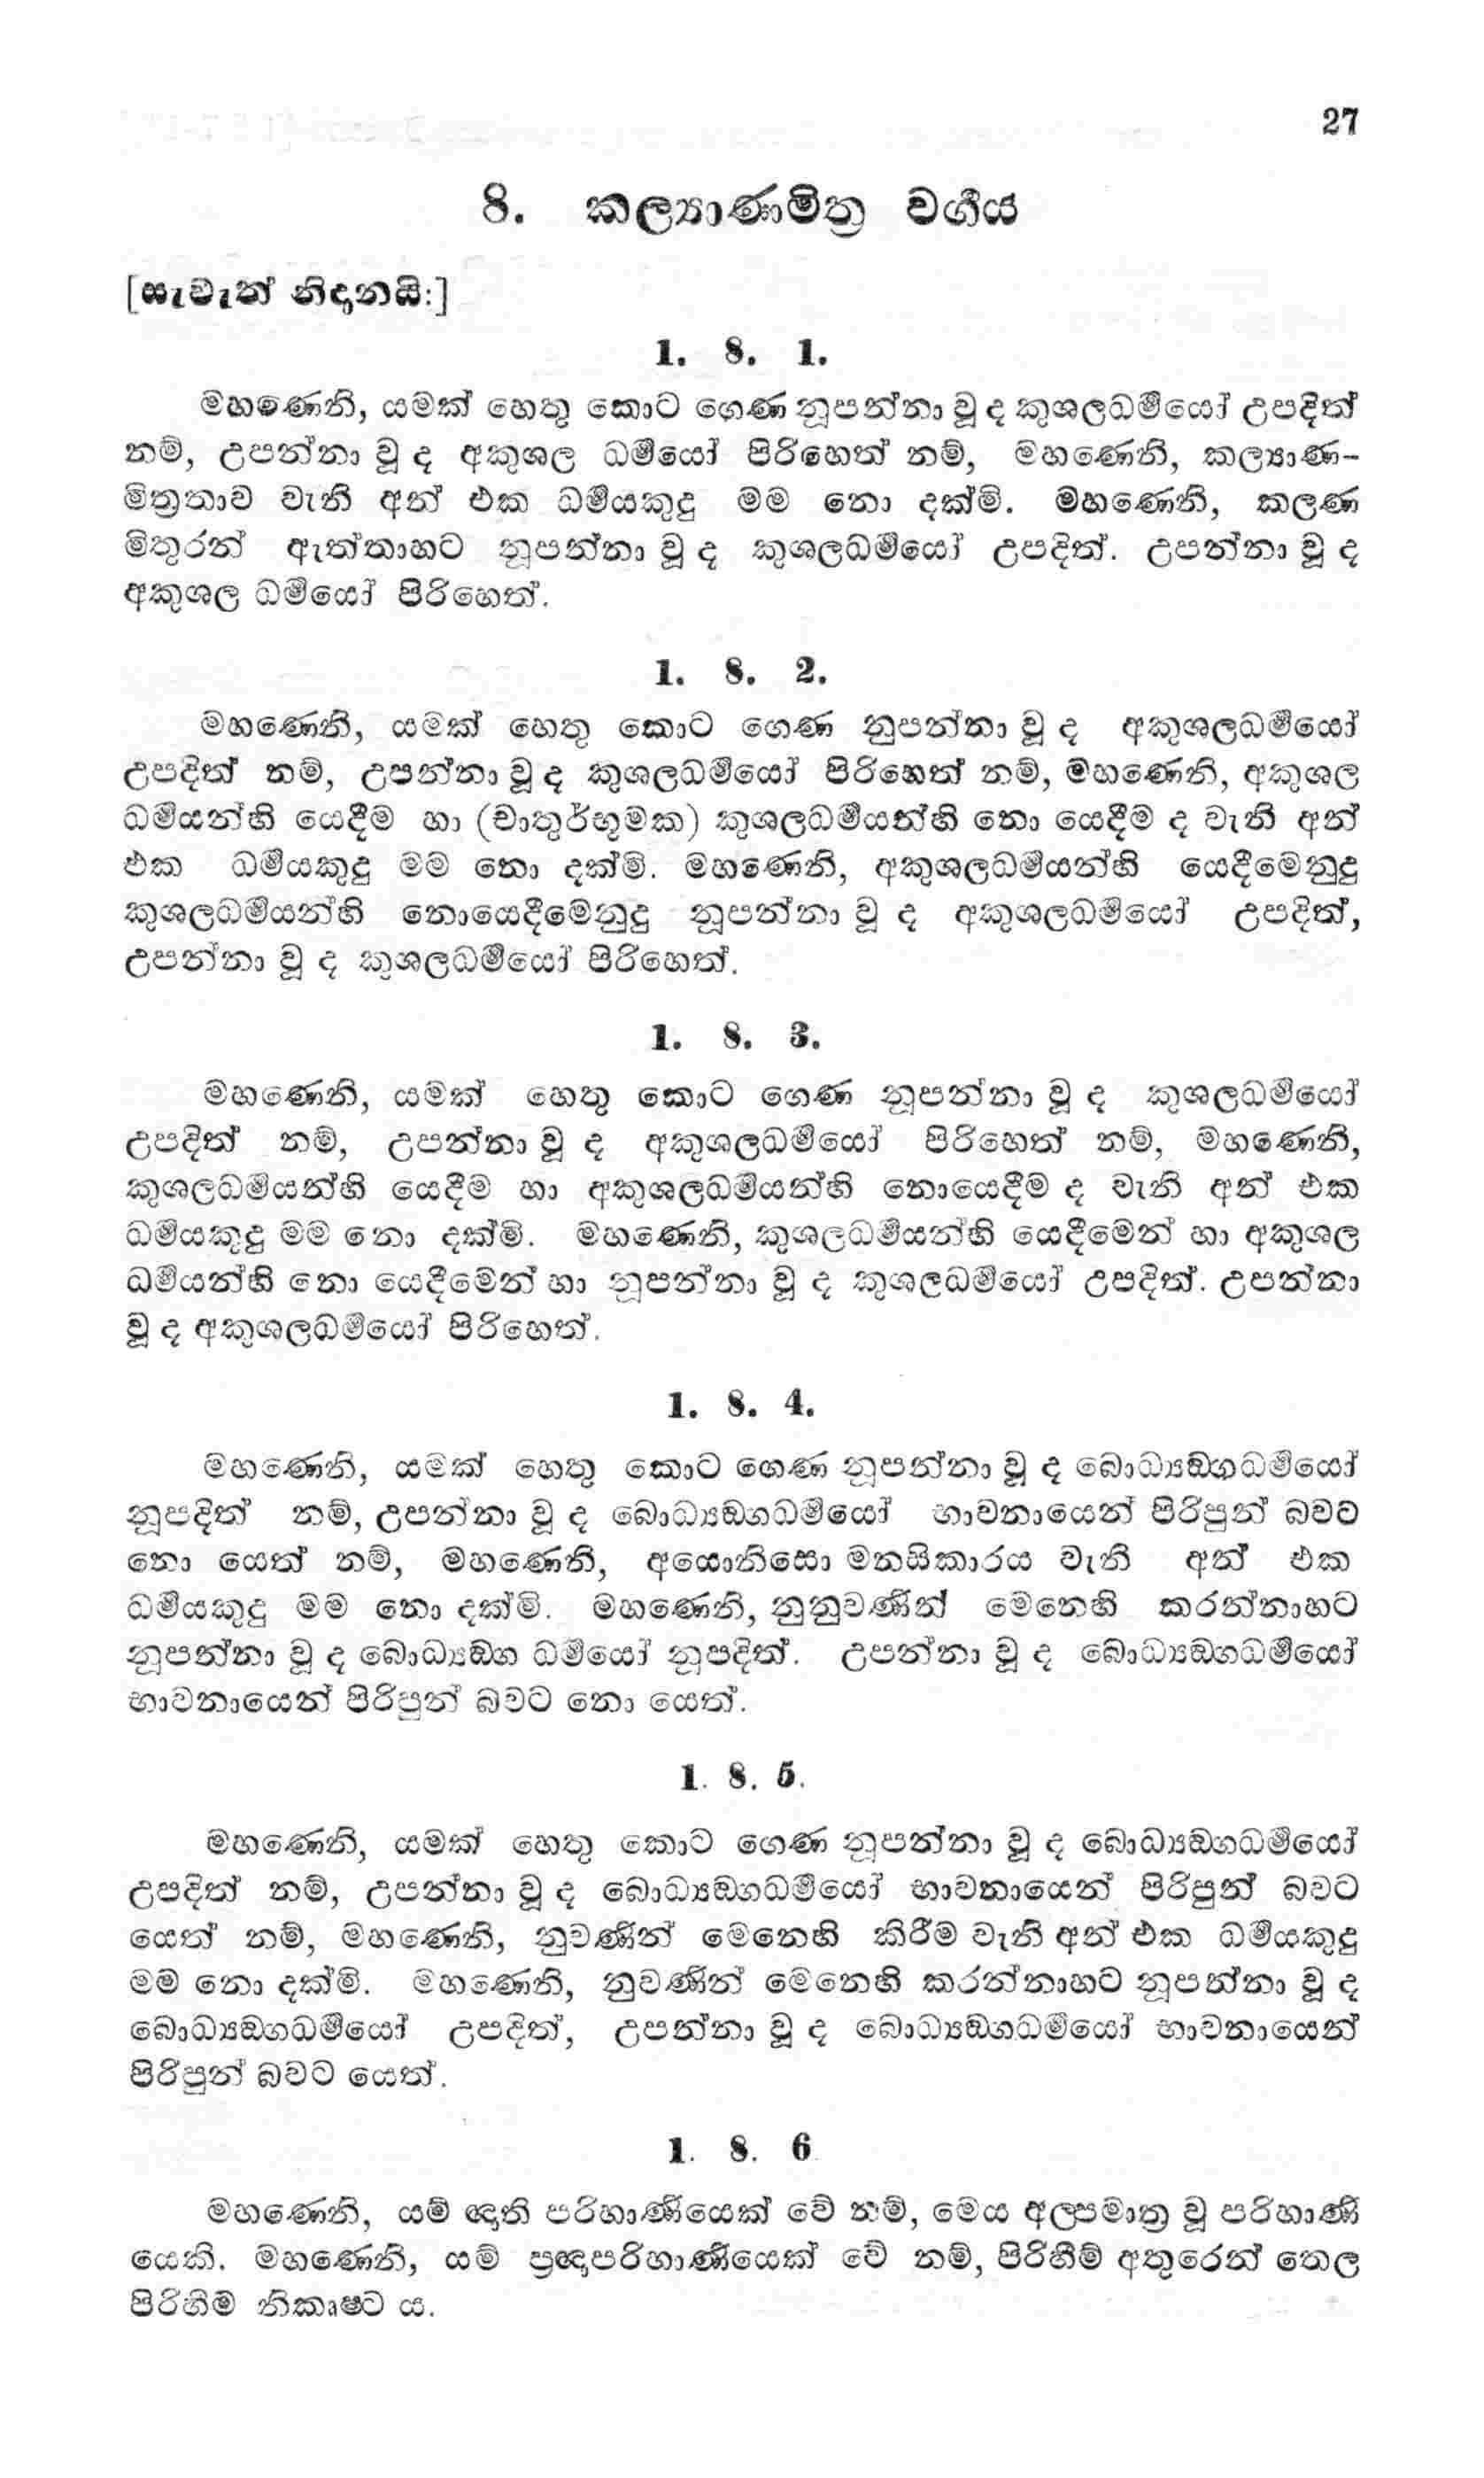 27
8. කල්‍යාණමිත්‍ර වර්‍ගය
[සැවැත් නිදානයි:]
1. 8. 1.
මහණෙනි, යමක් හෙතු කොට ගෙණ නූපන්නා වූ ද කුශලධර්‍මයෝ උපදිත්
නම්, උපන්නා වූ ද අකුශල ධර්‍මයෝ පිරිහෙත් නම්, මහණෙනි, කල්‍යාණ-
මිත්‍රතාව වැනි අන් එක ධර්‍මයකුදු මම නො දක්මි. මහණෙනි, කලණ
මිතුරන් ඇත්තාහට නූපන්නා වූ ද කුශලධර්‍මයෝ උපදිත්. උපන්නා වූ ද
අකුශල ධර්‍මයෝ පිරිහෙත්.
1. 8. 2.
මහණෙනි, යමක් හෙතු කොට ගෙණ නුපන්නා වූ ද අකුශලධර්‍මයෝ
උපදිත් නම්, උපන්නා වූ ද කුශලධර්‍මයෝ පිරිහෙත් නම්, මහණෙනි, අකුශල
ධර්‍මයන්හි යෙදීම හා (චාතුර්භූමක) කුශලධර්‍මයන්හි නො යෙදීම ද වැනි අන්
එක ධර්‍මයකුදු මම නො දක්මි. මහණෙනි, අකුශලධර්‍මයන්හි යෙදීමෙනුදු
කුශලධර්‍මයන්හි නොයෙදීමෙනුදු නූපන්නා වූ ද අකුශලධර්‍මයෝ උපදිත්,
උපන්නා වූ ද කුශලධර්‍මයෝ පිරිහෙත්.
1. 8. 3.
මහණෙනි, යමක් හෙතු කොට ගෙණ නූපන්නා වූ ද කුශලධර්‍මයෝ
උපදිත් නම්, උපන්නා වූ ද අකුශලධර්‍මයෝ පිරිහෙත් නම්, මහණෙනි,
කුශලධර්‍මයන්හි යෙදීම හා අකුශලධර්‍මයන්හි නොයෙදීම ද වැනි අන් එක
ධර්‍මයකුදු මම නො දක්මි. මහණෙනි, කුශලධර්‍මයන්හි යෙදීමෙන් හා අකුශල
ධර්‍මයන්හි නො යෙදීමෙන් හා නූපන්නා වූ ද කුශලධර්‍මයෝ උපදිත්. උපන්නා
වූ ද අකුශලධර්‍මයෝ පිරිහෙත්.
1. 8. 4.
මහණෙනි, යමක් හෙතු කොට ගෙණ නූපන්නා වූ ද බොධ්‍යඞ්ගධර්‍මයෝ
නූපදිත් නම්, උපන්නා වූ ද බොධ්‍යඞ්ගධර්‍මයෝ භාවනායෙන් පිරිපුන් බවට
නො යෙත් නම්, මහණෙනි, අයොනිසො මනසිකාරය වැනි අන් එක
ධර්‍මයකුදු මම නො දක්මි. මහණෙනි, නුනුවණින් මෙනෙහි කරන්නාහට
නූපන්නා වූ ද බොධ්‍යඞ්ග ධර්‍මයෝ නූපදිත්. උපන්නා වූ ද බොධ්‍යඞ්ගධර්‍මයෝ
භාවනායෙන් පිරිපුන් බවට නො යෙත්.
1. 8. 5.
මහණෙනි, යමක් හෙතු කොට ගෙණ නූපන්නා වූ ද බොධ්‍යඞ්ගධර්‍මයෝ
උපදිත් නම්, උපන්නා වූ ද බොධ්‍යඞ්ගධර්‍මයෝ භාවනායෙන් පිරිපුන් බවට
යෙත් නම්, මහණෙනි, නුවණින් මෙනෙහි කිරීම වැනි අන් එක ධර්‍මයකුදු
මම නො දක්මි. මහණෙනි, නුවණින් මෙනෙහි කරන්නාහට නූපන්නා වූ ද
බොධ්‍යඞ්ගධර්‍මයෝ උපදිත්, උපන්නා වූ ද බොධ්‍යඞ්ගධර්‍මයෝ භාවනායෙන්
පිරිපුන් බවට යෙත්.
1. 8. 6
මහණෙනි, යම් ඥාති පරිහාණියෙක් වේ නම්, මෙය අල්පමාත්‍ර වූ පරිහාණි
යෙකි. මහණෙනි, යම් ප්‍රඥාපරිහාණියෙක් වේ නම්, පිරිහීම් අතුරෙන් තෙල
පිරිහිම නිකෘෂ්ට ය.